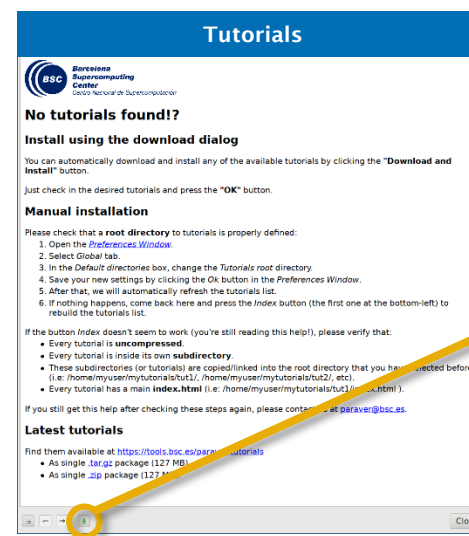 Tutorials
BSC
Barcelona
Supercomputing
Center
Centro Nacional de Supercomputación
No tutorials found!?
Install using the download dialog
You can automatically download and install any of the available tutorials by clicking the "Download and
Install" button.
Just check in the desired tutorials and press the "OK" button.
Manual installation
Please check that a root directory to tutorials is properly defined:
1. Open the Preferences Window.
2. Select Global tab.
3. In the Default directories box, change the Tutorials root directory.
4. Save your new settings by clicking the Ok button in the Preferences Window.
5. After that, we will automatically refresh the tutorials list.
6. If nothing happens, come back here and press the Index button (the first one at the bottom-left) to
rebuild the tutorials list.
If the button Index doesn't seem to work (you're still reading this help!), please verify that:
• Every tutorial is uncompressed.
• Every tutorial is inside its own subdirectory.
• These subdirectories (or tutorials) are copied/linked into the root directory that you have selected before
(i.e: /home/myuser/mytutorials/tut1/, /home/myuser/mytutorials/tut2/, etc).
• Every tutorial has a main index.html (i.e: /home/myuser/mytutorials/tut1/index.html ).
If you still get this help after checking these steps again, please contact us at paraver@bsc.es.
Latest tutorials
Find them available at https://tools.bsc.es/paraver-tutorials
• As single .tar.gz package (127 MB)
• As single .zip package (127 MB)
Clo